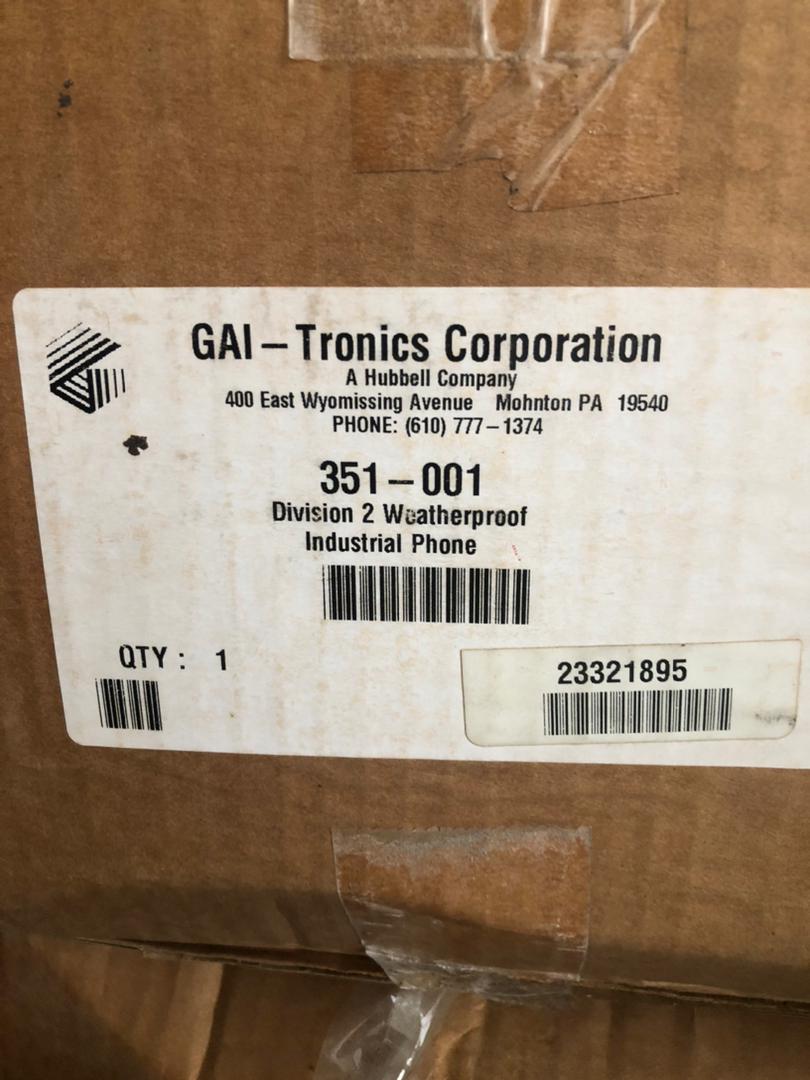 GAI–Tronics Corporation
A Hubbell Company
400 East Wyomissing Avenue Mohnton PA 19540
PHONE: (610) 777–1374
351–001
Division 2 Weatherproof
Industrial Phone
QTY : 1
23321895